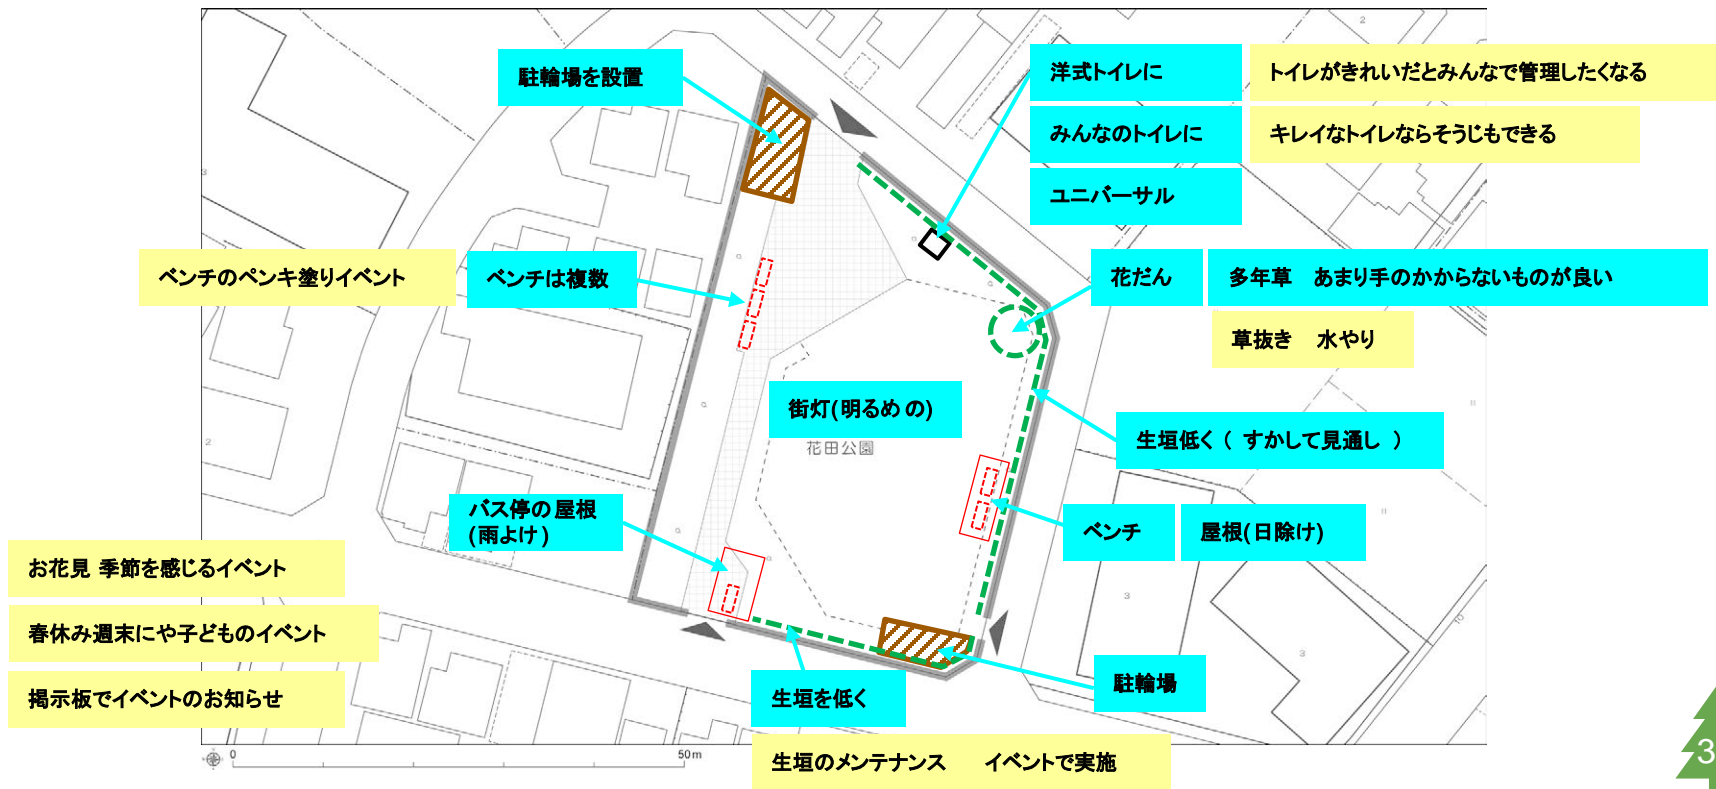 駐輪場を設置
洋式トイレに
トイレがきれいだとみんなで管理したくなる
みんなのトイレに
キレイなトイレならそうじもできる
ユニバーサル
ベンチのペンキ塗りイベント
ベンチは複数
花だん
多年草　あまり手のかからないものが良い
草抜き　水やり
街灯(明るめの)
花田公園
生垣低く（ すかして見通し ）
バス停の屋根
(雨よけ)
ベンチ
屋根(日除け)
お花見 季節を感じるイベント
春休み週末にや子どものイベント
掲示板でイベントのお知らせ
生垣を低く
駐輪場
生垣のメンテナンス　イベントで実施
0
50m
2
3
2
3
3
3